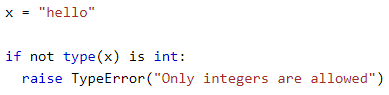 x = "hello"
if not type(x) is int:
  raise TypeError("Only integers are allowed")